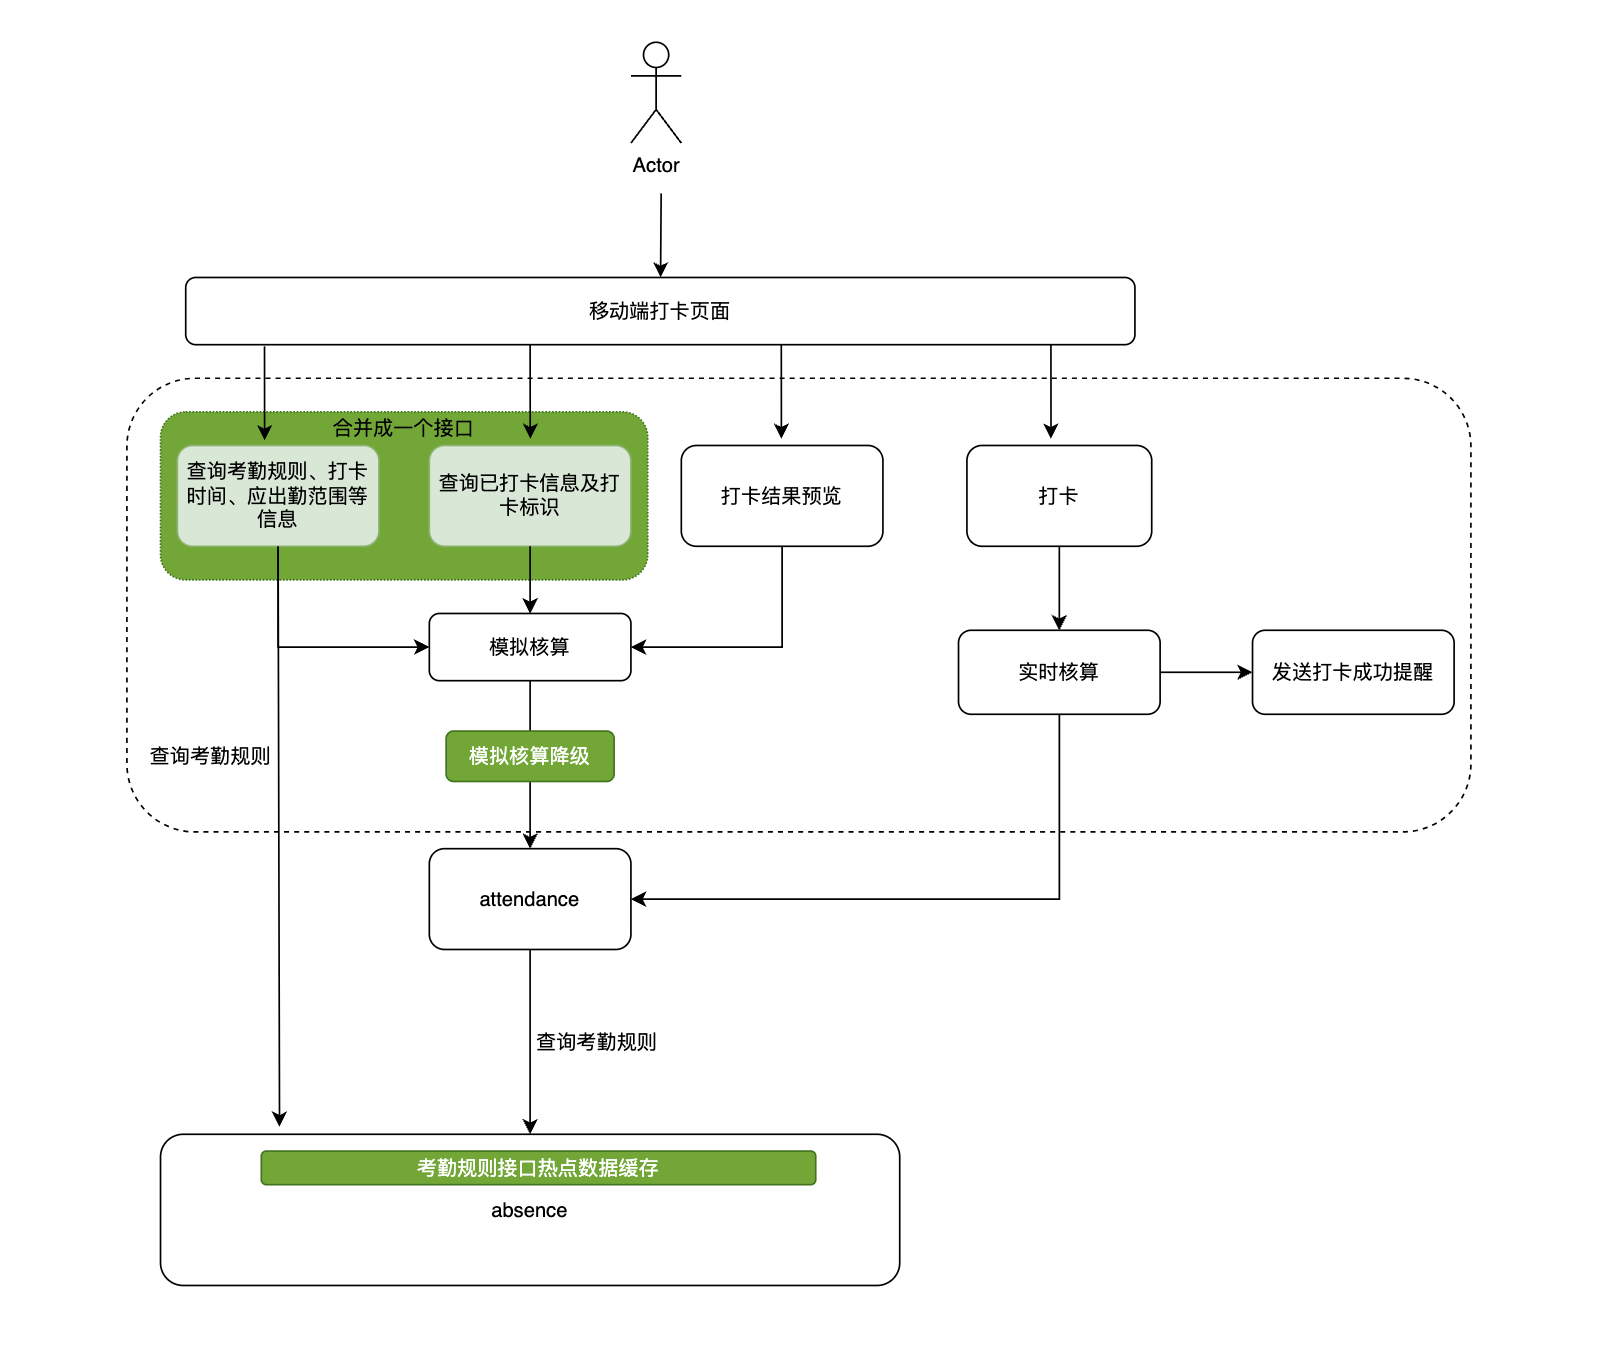 Actor
移动端打卡页面
合并成一个接口
查询考勤规则、打卡
时间、应出勤范围等
信息
查询已打卡信息及打
卡标识
打卡结果预览
打卡
模拟核算
实时核算
发送打卡成功提醒
查询考勤规则
模拟核算降级
attendance
查询考勤规则
考勤规则接口热点数据缓存
absence